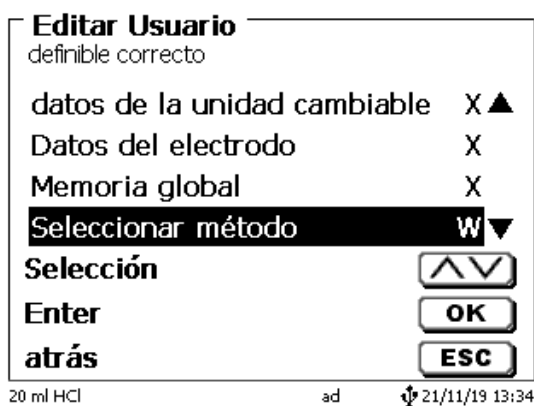 Editar Usuario
definible correcto
datos de la unidad cambiable X
Datos del electrodo X
Memoria global X
Seleccionar método W
Selección
Enter OK
atrás ESC
20 ml HCl ad 21/11/19 13:34